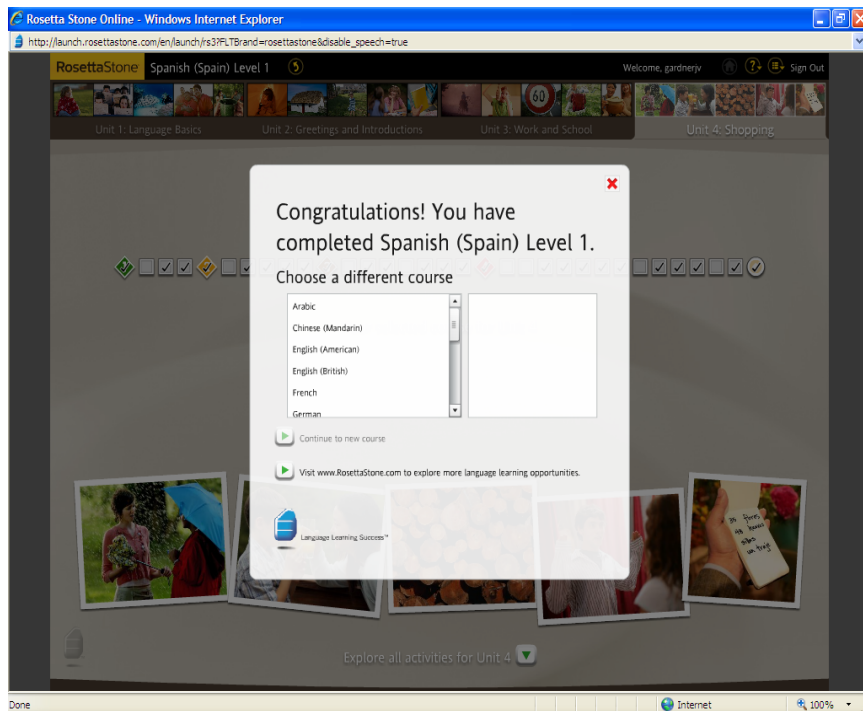 Rosetta Stone Online - Windows Internet Explorer
http://launch.rosettastone.com/en/launch/rs3?FLTBrand=rosettastone&disable_speech=true
RosettaStone Spanish (Spain) Level 1 Welcome, gardnerjv ? Sign Out
60
Unit 1: Language Basics Unit 2: Greetings and Introductions Unit 3: Work and School Unit 4: Shopping
Congratulations! You have
completed Spanish (Spain) Level 1.
Choose a different course
Arabic
Chinese (Mandarin)
English (American)
English (British)
French
German
Continue to new course
Visit www.RosettaStone.com to explore more language learning opportunities.
Language Learning Success™
flores
un
Explore all activities for Unit 4
Done Internet 100%